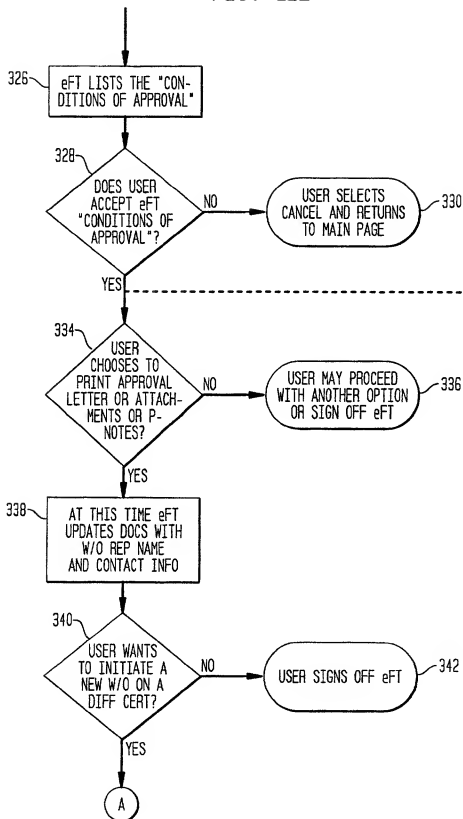 326
eFT LISTS THE "CON-
DITIONS OF APPROVAL"
328
DOES USER
ACCEPT eFT
"CONDITIONS OF
APPROVAL"?
NO
USER SELECTS
CANCEL AND RETURNS
TO MAIN PAGE
330
YES
334
USER
CHOOSES TO
PRINT APPROVAL
LETTER OR ATTACH-
MENTS OR P-
NOTES?
NO
USER MAY PROCEED
WITH ANOTHER OPTION
OR SIGN OFF eFT
336
YES
338
AT THIS TIME eFT
UPDATES DOCS WITH
W/O REP NAME
AND CONTACT INFO
340
USER WANTS
TO INITIATE A
NEW W/O ON A
DIFF CERT?
NO
USER SIGNS OFF eFT
342
YES
A